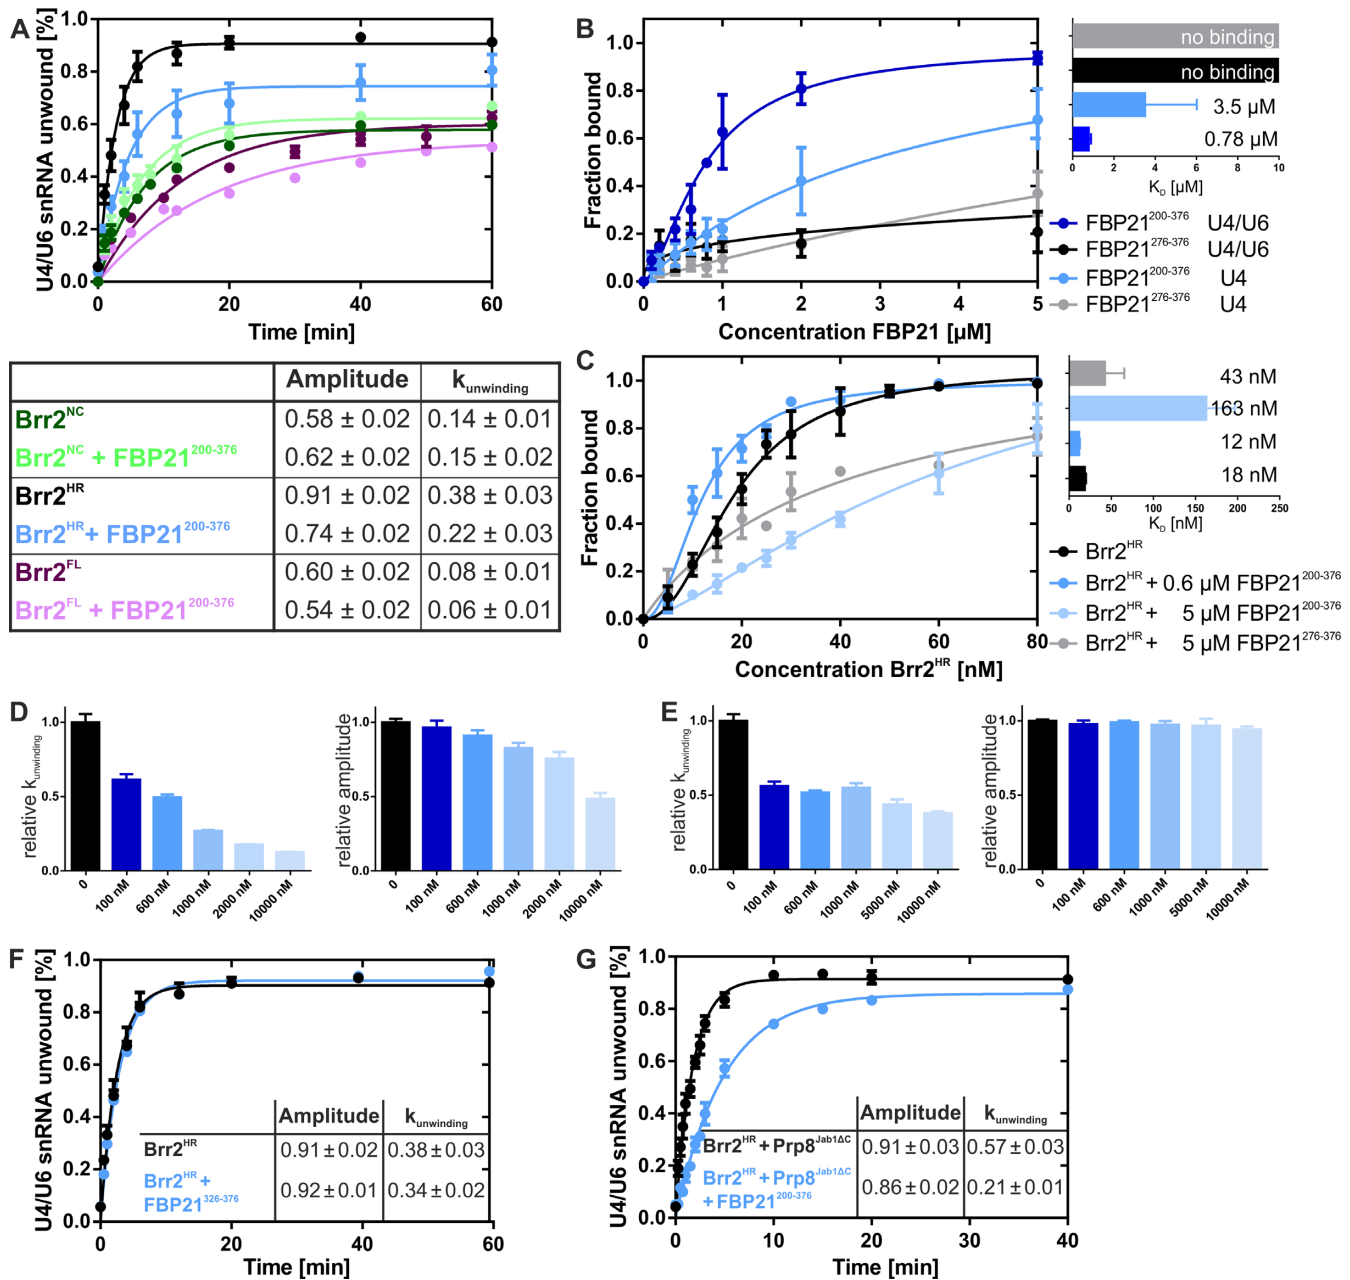 A
U4/U6 snRNA unwound [%]
1.0
0.8
0.6
0.4
0.2
0.0
0
20
40
60
Time [min]
B
Fraction bound
1.0
0.8
0.6
0.4
0.2
0.0
0
1
2
3
4
5
Concentration FBP21 [µM]
no binding
no binding
3.5 µM
0.78 µM
0 2 4 6 8 10
K_D [µM]
FBP21^200-376 U4/U6
FBP21^276-376 U4/U6
FBP21^200-376 U4
FBP21^276-376 U4
Amplitude k_unwinding
Brr2^NC 0.58 ± 0.02 0.14 ± 0.01
Brr2^NC + FBP21^200-376 0.62 ± 0.02 0.15 ± 0.02
Brr2^HR 0.91 ± 0.02 0.38 ± 0.03
Brr2^HR + FBP21^200-376 0.74 ± 0.02 0.22 ± 0.03
Brr2^FL 0.60 ± 0.02 0.08 ± 0.01
Brr2^FL + FBP21^200-376 0.54 ± 0.02 0.06 ± 0.01
C
Fraction bound
1.0
0.8
0.6
0.4
0.2
0.0
0
20
40
60
80
Concentration Brr2^HR [nM]
43 nM
163 nM
12 nM
18 nM
0 50 100 150 200 250
K_D [nM]
Brr2^HR
Brr2^HR + 0.6 µM FBP21^200-376
Brr2^HR + 5 µM FBP21^200-376
Brr2^HR + 5 µM FBP21^276-376
D
relative k_unwinding
1.0
0.5
0.0
0
100 nM
600 nM
1000 nM
2000 nM
10000 nM
relative amplitude
1.0
0.5
0.0
0
100 nM
600 nM
1000 nM
2000 nM
10000 nM
E
relative k_unwinding
1.0
0.5
0.0
0
100 nM
600 nM
1000 nM
5000 nM
10000 nM
relative amplitude
1.0
0.5
0.0
0
100 nM
600 nM
1000 nM
5000 nM
10000 nM
F
U4/U6 snRNA unwound [%]
1.0
0.8
0.6
0.4
0.2
0.0
0
20
40
60
Time [min]
Amplitude k_unwinding
Brr2^HR 0.91±0.02 0.38±0.03
Brr2^HR +
FBP21^326-376 0.92±0.01 0.34±0.02
G
U4/U6 snRNA unwound [%]
1.0
0.8
0.6
0.4
0.2
0.0
0
10
20
30
40
Time [min]
Amplitude k_unwinding
Brr2^HR + Prp8^Jab1ΔC 0.91±0.03 0.57±0.03
Brr2^HR + Prp8^Jab1ΔC
+ FBP21^200-376 0.86±0.02 0.21±0.01